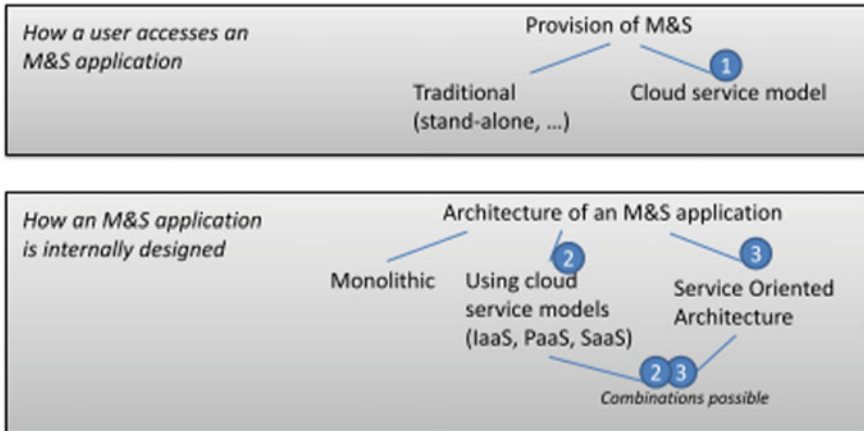 How a user accesses an
M&S application
Provision of M&S
1
Traditional
(stand-alone, ...)
Cloud service model
How an M&S application
is internally designed
Architecture of an M&S application
2
3
Monolithic
Using cloud
service models
(IaaS, PaaS, SaaS)
Service Oriented
Architecture
2 3
Combinations possible